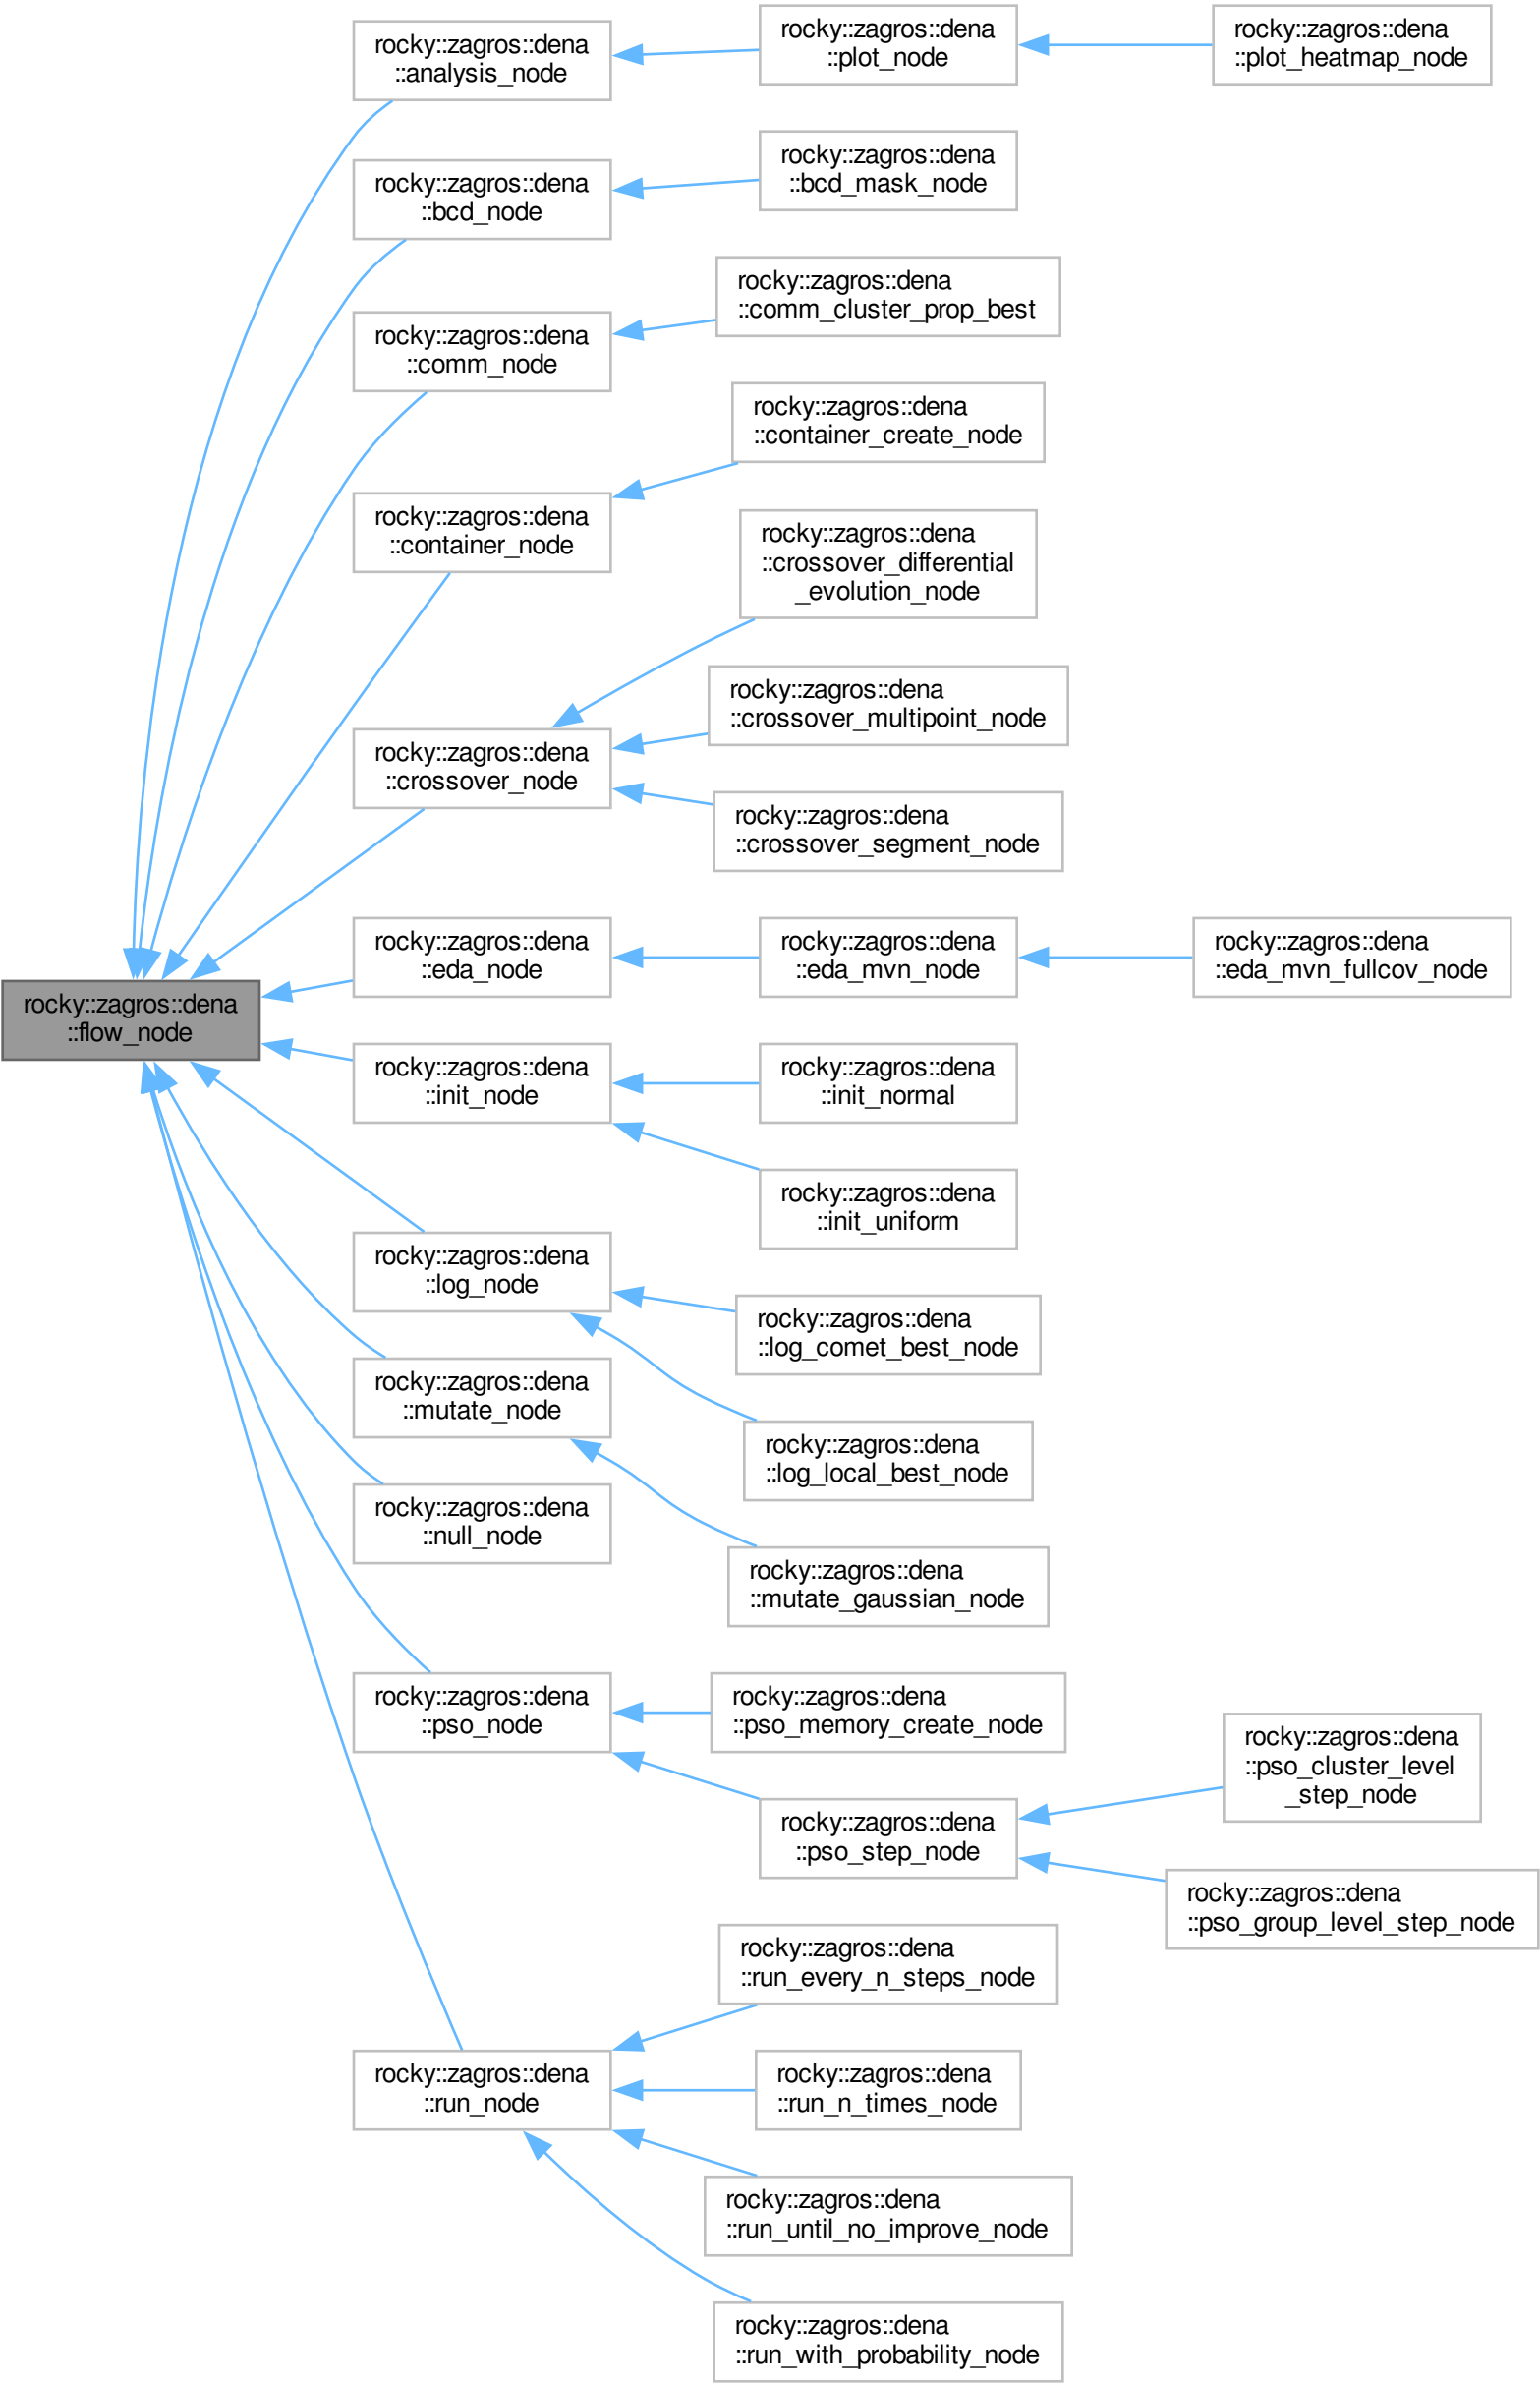 rocky::zagros::dena
::flow_node
rocky::zagros::dena
::analysis_node
rocky::zagros::dena
::plot_node
rocky::zagros::dena
::plot_heatmap_node
rocky::zagros::dena
::bcd_node
rocky::zagros::dena
::bcd_mask_node
rocky::zagros::dena
::comm_node
rocky::zagros::dena
::comm_cluster_prop_best
rocky::zagros::dena
::container_node
rocky::zagros::dena
::container_create_node
rocky::zagros::dena
::crossover_node
rocky::zagros::dena
::crossover_differential
_evolution_node
rocky::zagros::dena
::crossover_multipoint_node
rocky::zagros::dena
::crossover_segment_node
rocky::zagros::dena
::eda_node
rocky::zagros::dena
::eda_mvn_node
rocky::zagros::dena
::eda_mvn_fullcov_node
rocky::zagros::dena
::init_node
rocky::zagros::dena
::init_normal
rocky::zagros::dena
::init_uniform
rocky::zagros::dena
::log_node
rocky::zagros::dena
::log_comet_best_node
rocky::zagros::dena
::log_local_best_node
rocky::zagros::dena
::mutate_node
rocky::zagros::dena
::mutate_gaussian_node
rocky::zagros::dena
::null_node
rocky::zagros::dena
::pso_node
rocky::zagros::dena
::pso_memory_create_node
rocky::zagros::dena
::pso_step_node
rocky::zagros::dena
::pso_cluster_level
_step_node
rocky::zagros::dena
::pso_group_level_step_node
rocky::zagros::dena
::run_node
rocky::zagros::dena
::run_every_n_steps_node
rocky::zagros::dena
::run_n_times_node
rocky::zagros::dena
::run_until_no_improve_node
rocky::zagros::dena
::run_with_probability_node